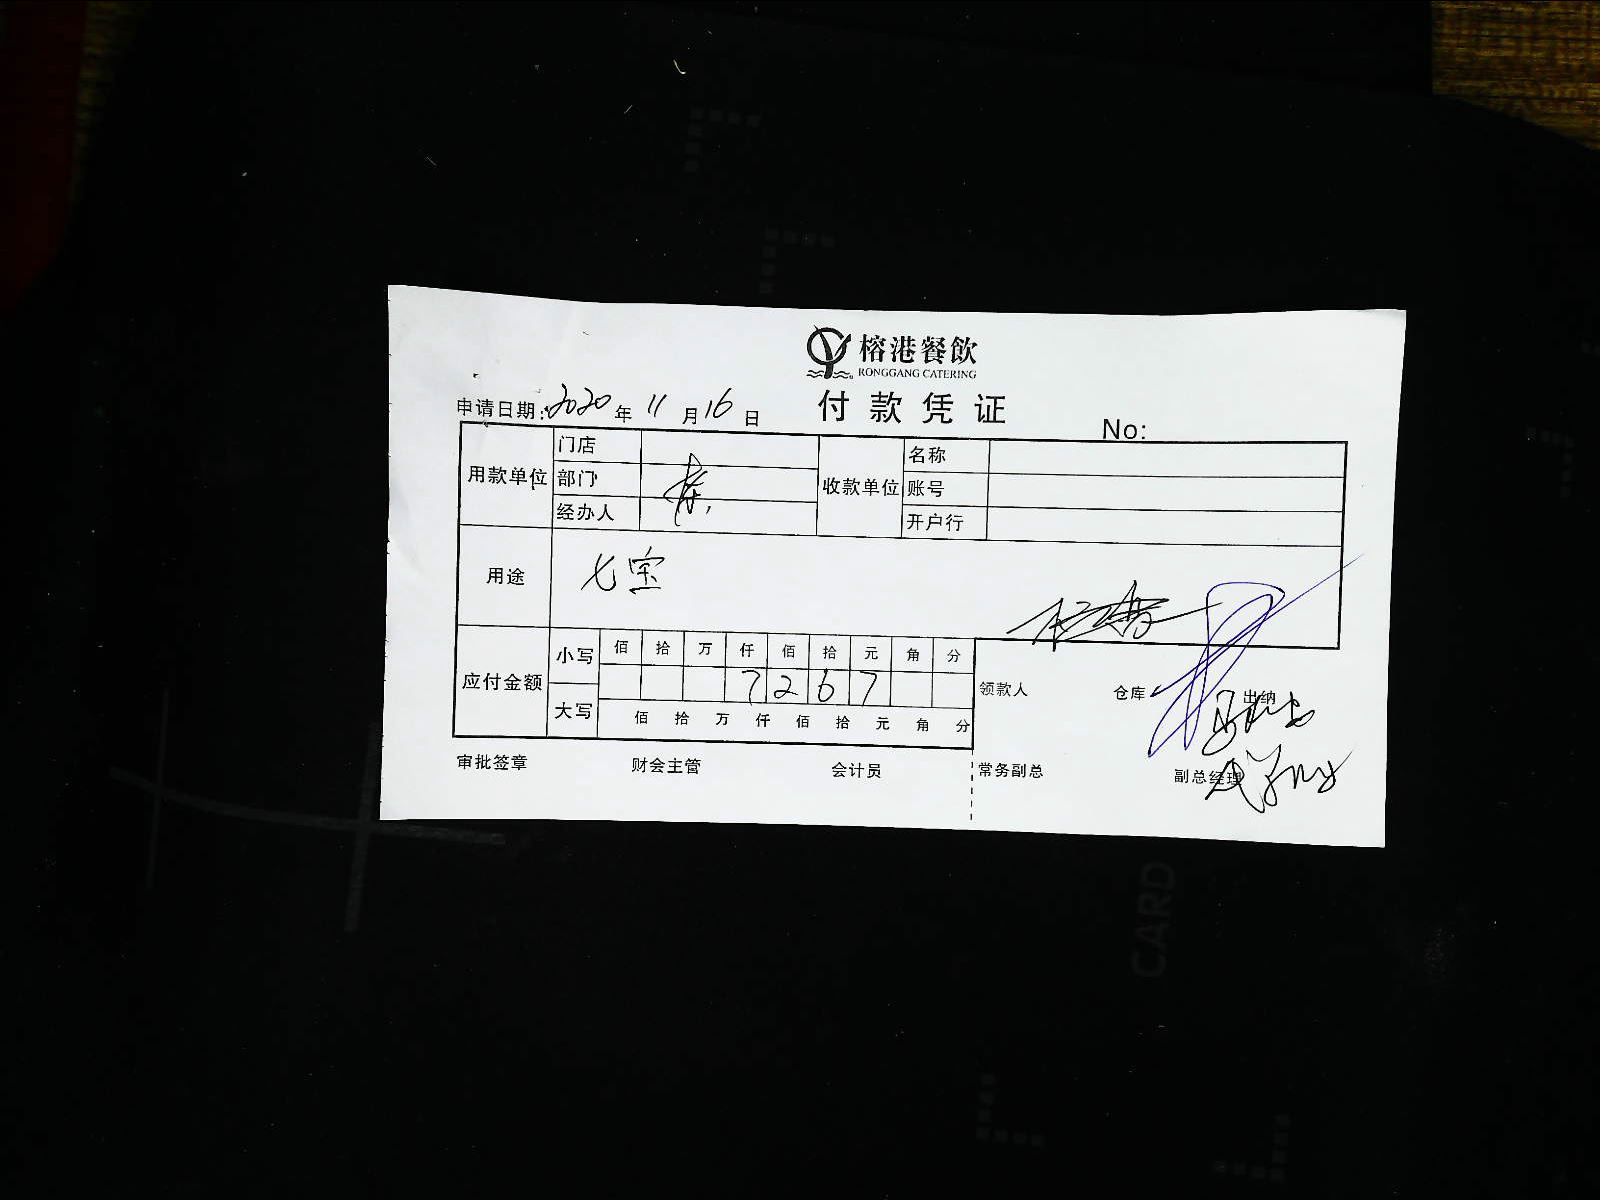 榕港餐飲
RONGGANG CATERING
付款凭证
申请日期:2020年11月16日
No:
用款单位 门店 收款单位 名称
部门 账号
经办人 开户行
用途 七宝
应付金额 小写 佰 拾 万 仟 佰 拾 元 角 分
7 2 6 7
大写 佰 拾 万 仟 佰 拾 元 角 分
领款人 仓库 出纳
审批签章 财会主管 会计员 常务副总 副总经理
CARD